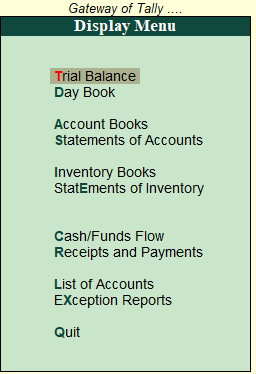 Gateway of Tally ....
Display Menu
Trial Balance
Day Book
Account Books
Statements of Accounts
Inventory Books
StatEments of Inventory
Cash/Funds Flow
Receipts and Payments
List of Accounts
EXception Reports
Quit